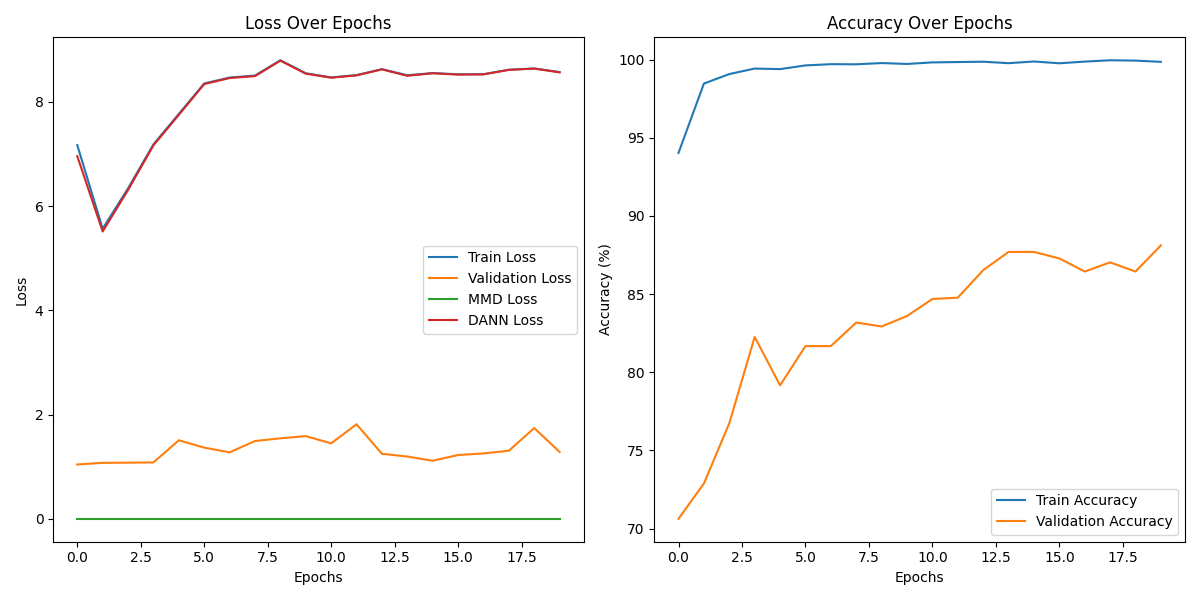 Loss Over Epochs
8
6
4
2
0
Loss
Train Loss
Validation Loss
MMD Loss
DANN Loss
0.0 2.5 5.0 7.5 10.0 12.5 15.0 17.5
Epochs
Accuracy Over Epochs
100
95
90
85
80
75
70
Accuracy (%)
Train Accuracy
Validation Accuracy
0.0 2.5 5.0 7.5 10.0 12.5 15.0 17.5
Epochs